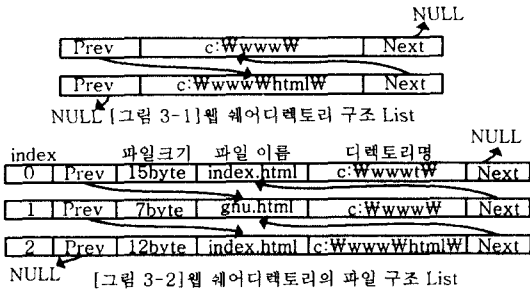 NULL
Prev c:₩www₩ Next
Prev c:₩www₩html₩ Next
NULL [그림 3-1]웹 쉐어디렉토리 구조 List
NULL
index 파일크기 파일 이름 디렉토리명
0 Prev 15byte index.html c:₩wwwt₩ Next
1 Prev 7byte ghu.html c:₩www₩ Next
2 Prev 12byte index.html c:₩www₩html₩ Next
NULL [그림 3-2]웹 쉐어디렉토리의 파일 구조 List